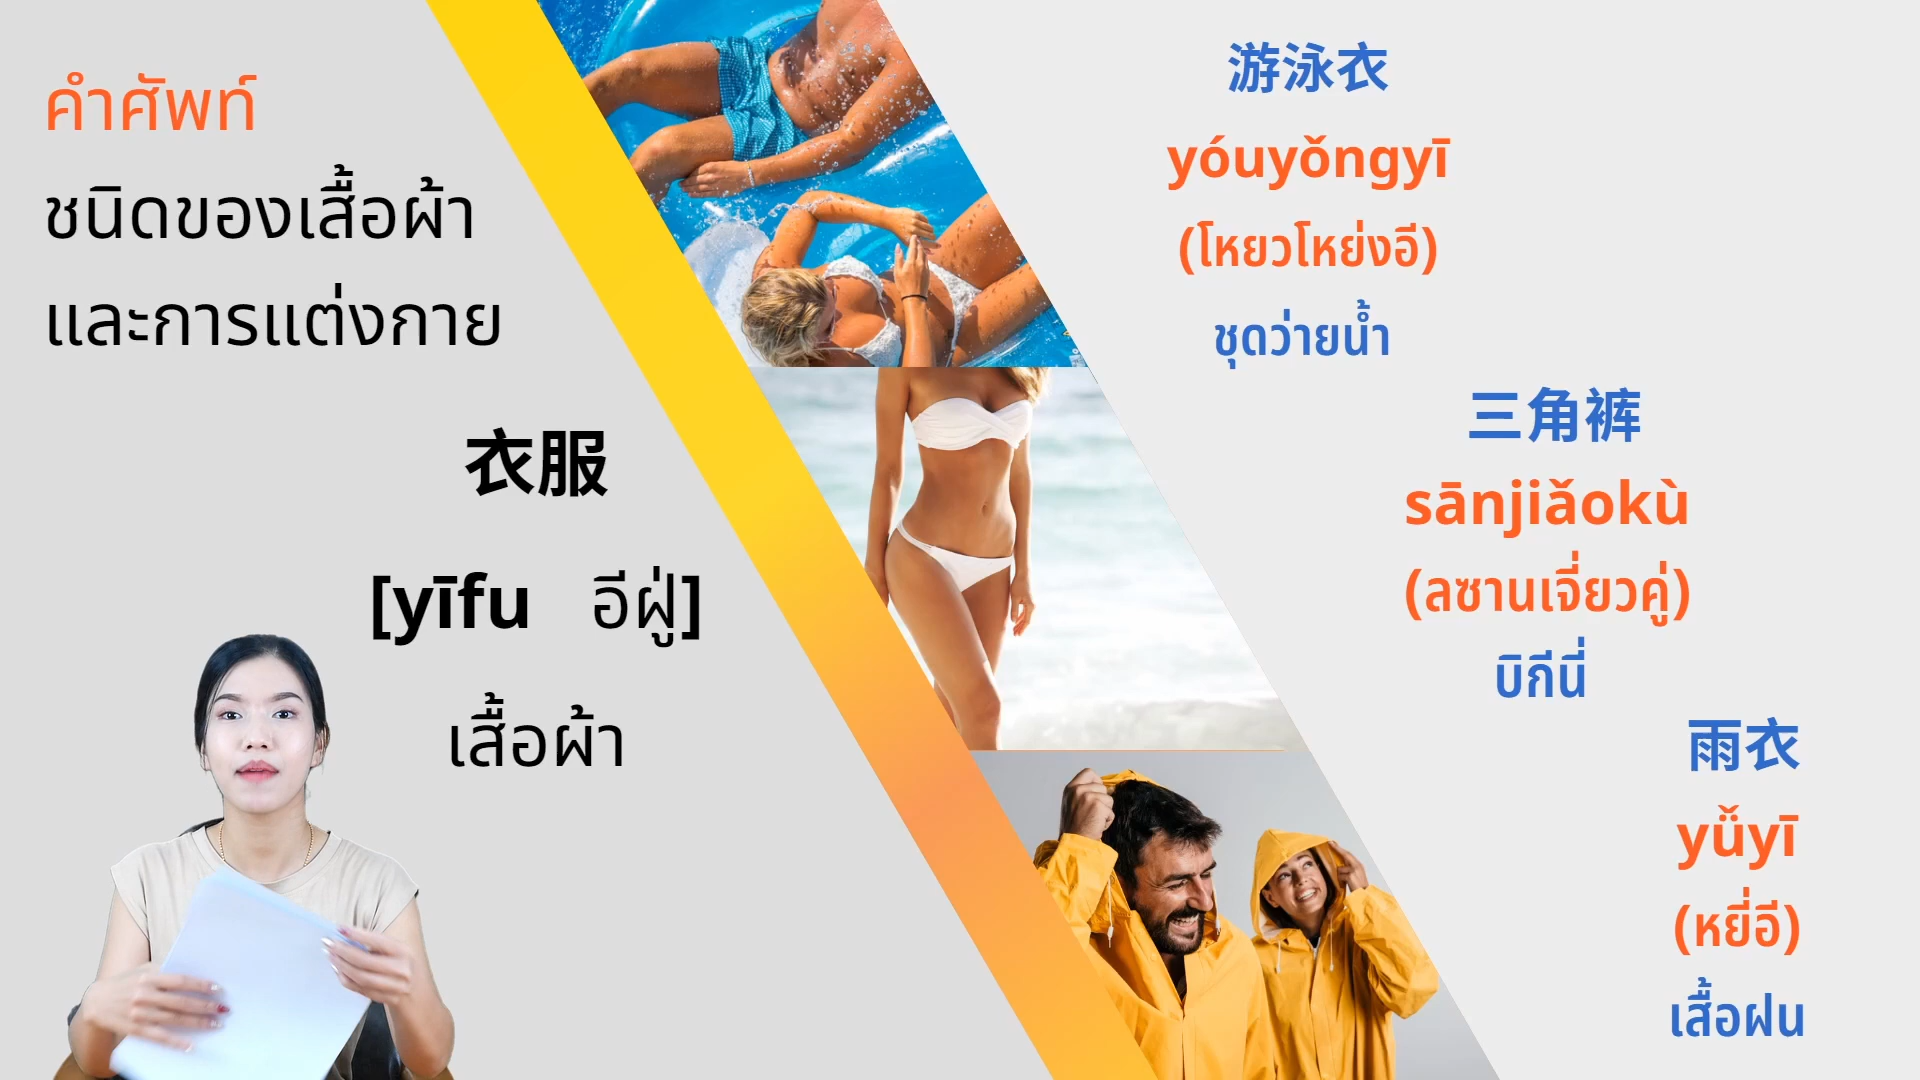 คำศัพท์
ชนิดของเสื้อผ้า
และการแต่งกาย
衣服
[yīfu อีฝุ่]
เสื้อผ้า
游泳衣
yóuyǒngyī
(โหยวโหย่งอี)
ชุดว่ายน้ำ
三角裤
sānjiǎokù
(ลซานเจี่ยวคู่)
บิกีนี่
雨衣
yǚyī
(หยี่อี)
เสื้อฝน